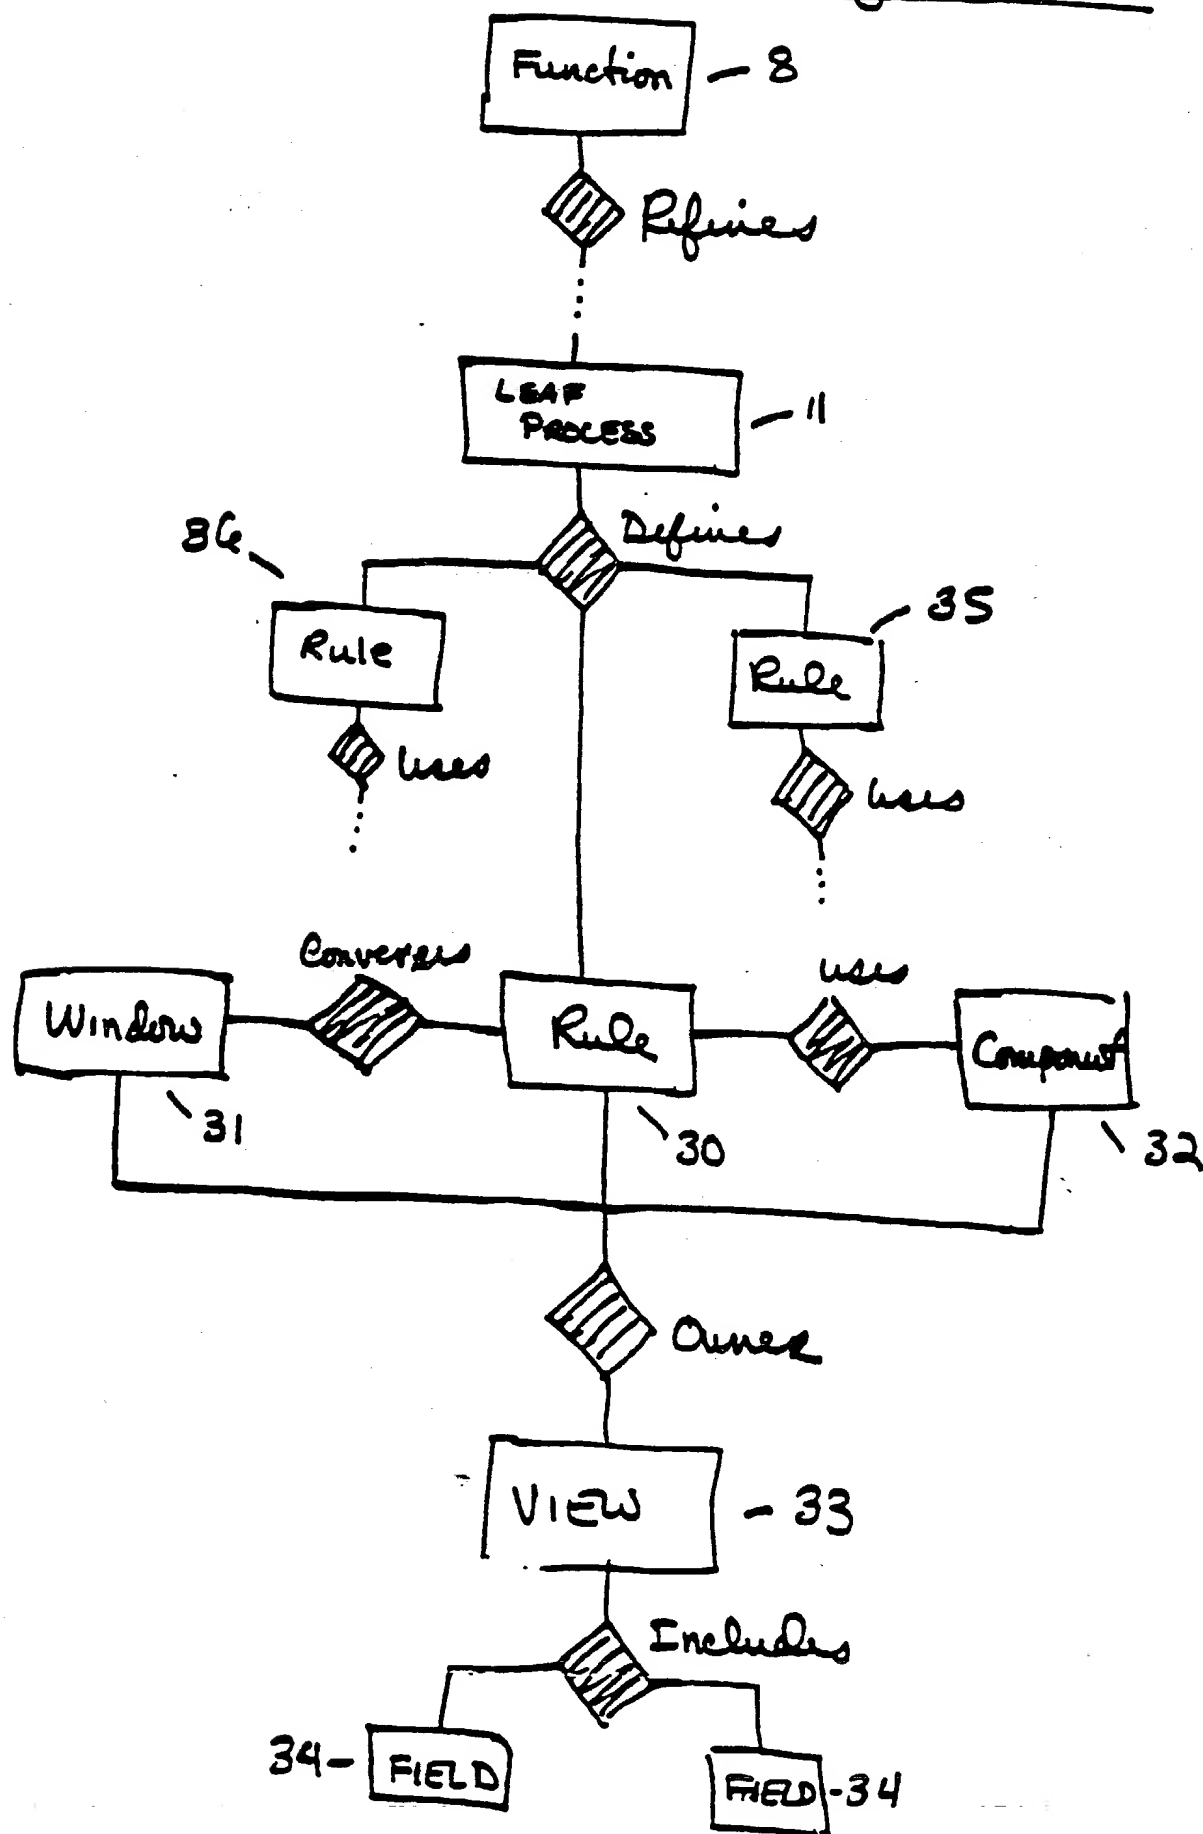 Function - 8
Refines
LEAF
PROCESS - 11
Defines
36
35
Rule
Rule
uses
uses
Converses
uses
Window
Rule
Component
31
30
32
VIEW - 33
Includes
34 - FIELD
FIELD - 34